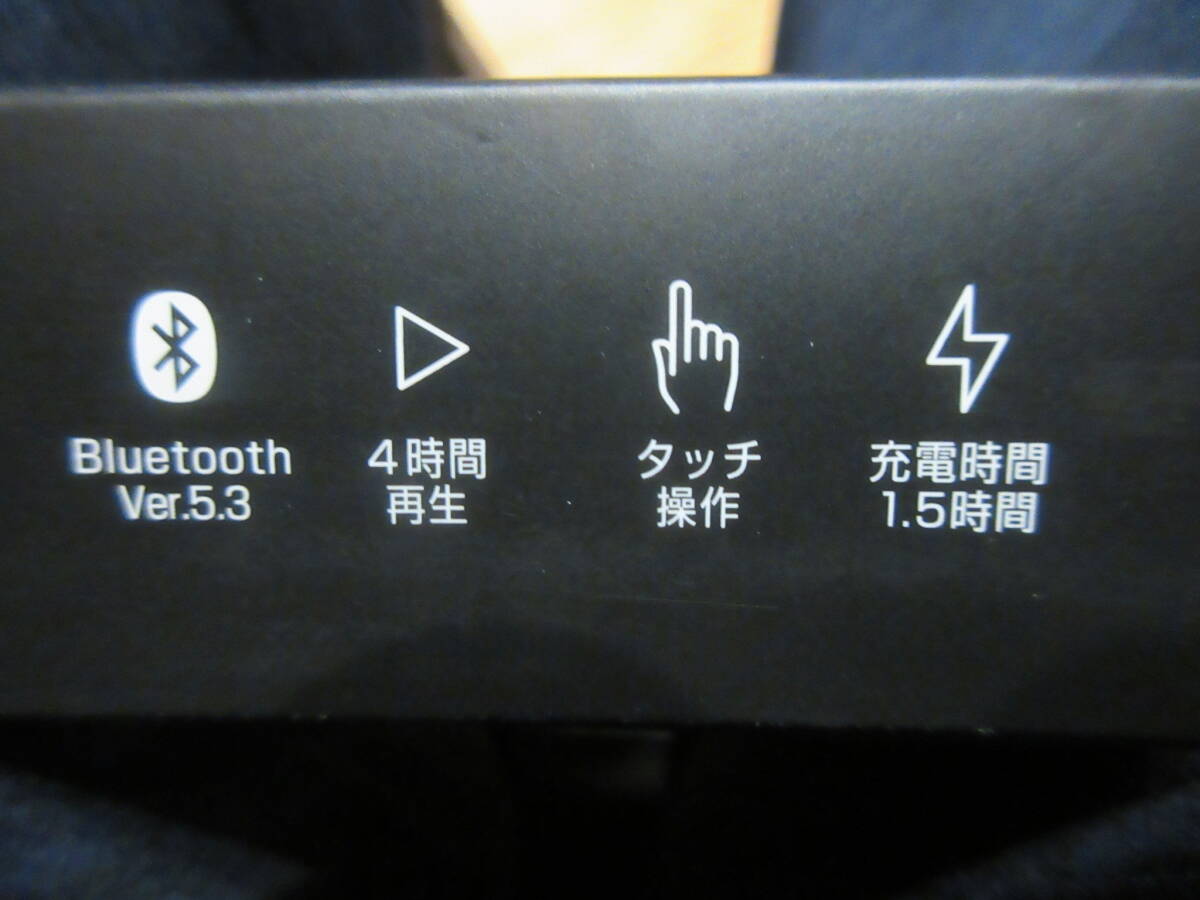 Bluetooth
Ver.5.3
4時間
再生
タッチ
操作
充電時間
1.5時間